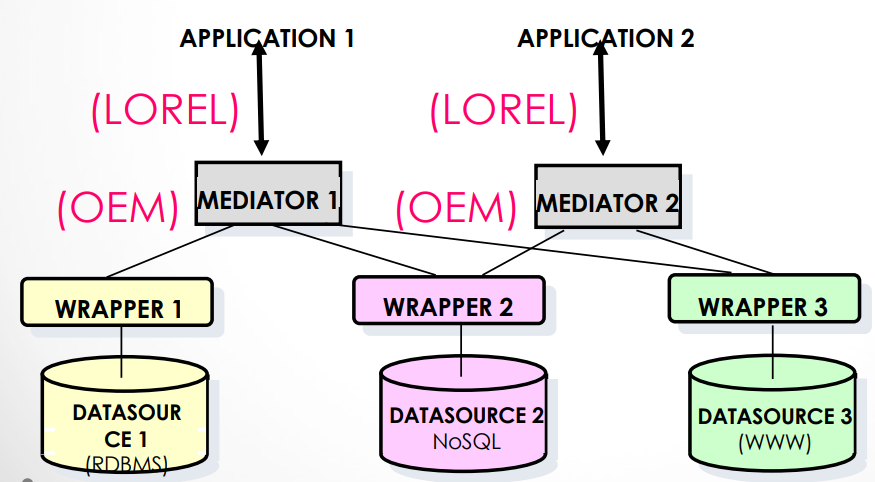 APPLICATION 1
APPLICATION 2
(LOREL)
(LOREL)
(OEM)
MEDIATOR 1
(OEM)
MEDIATOR 2
WRAPPER 1
WRAPPER 2
WRAPPER 3
DATASOUR
CE 1
(RDBMS)
DATASOURCE 2
NoSQL
DATASOURCE 3
(WWW)